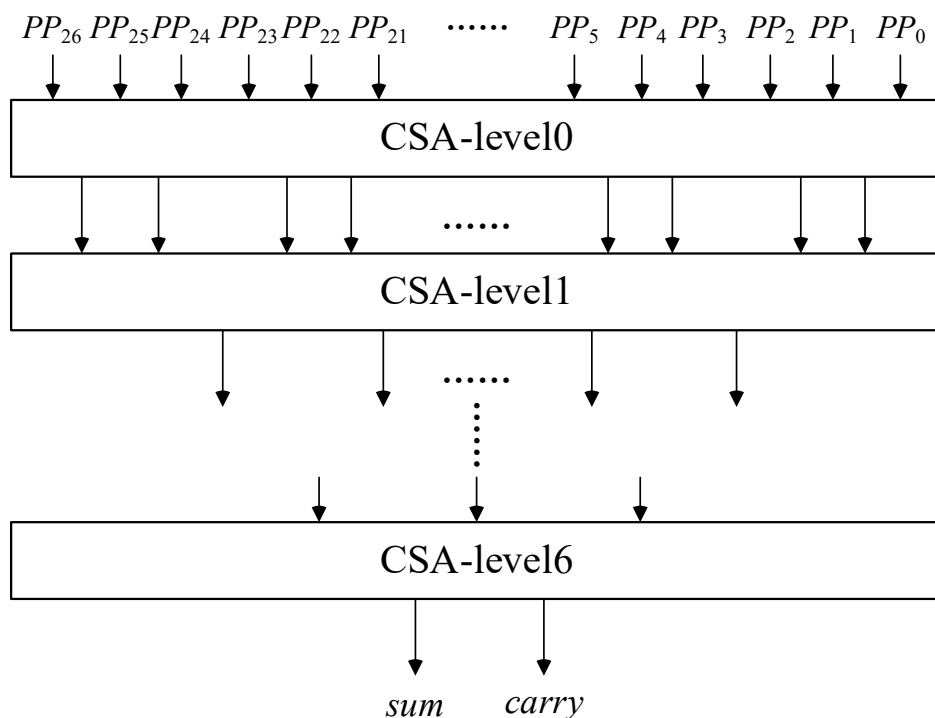 PP₂₆ PP₂₅ PP₂₄ PP₂₃ PP₂₂ PP₂₁ ...... PP₅ PP₄ PP₃ PP₂ PP₁ PP₀
CSA-level0
......
CSA-level1
......
CSA-level6
sum carry